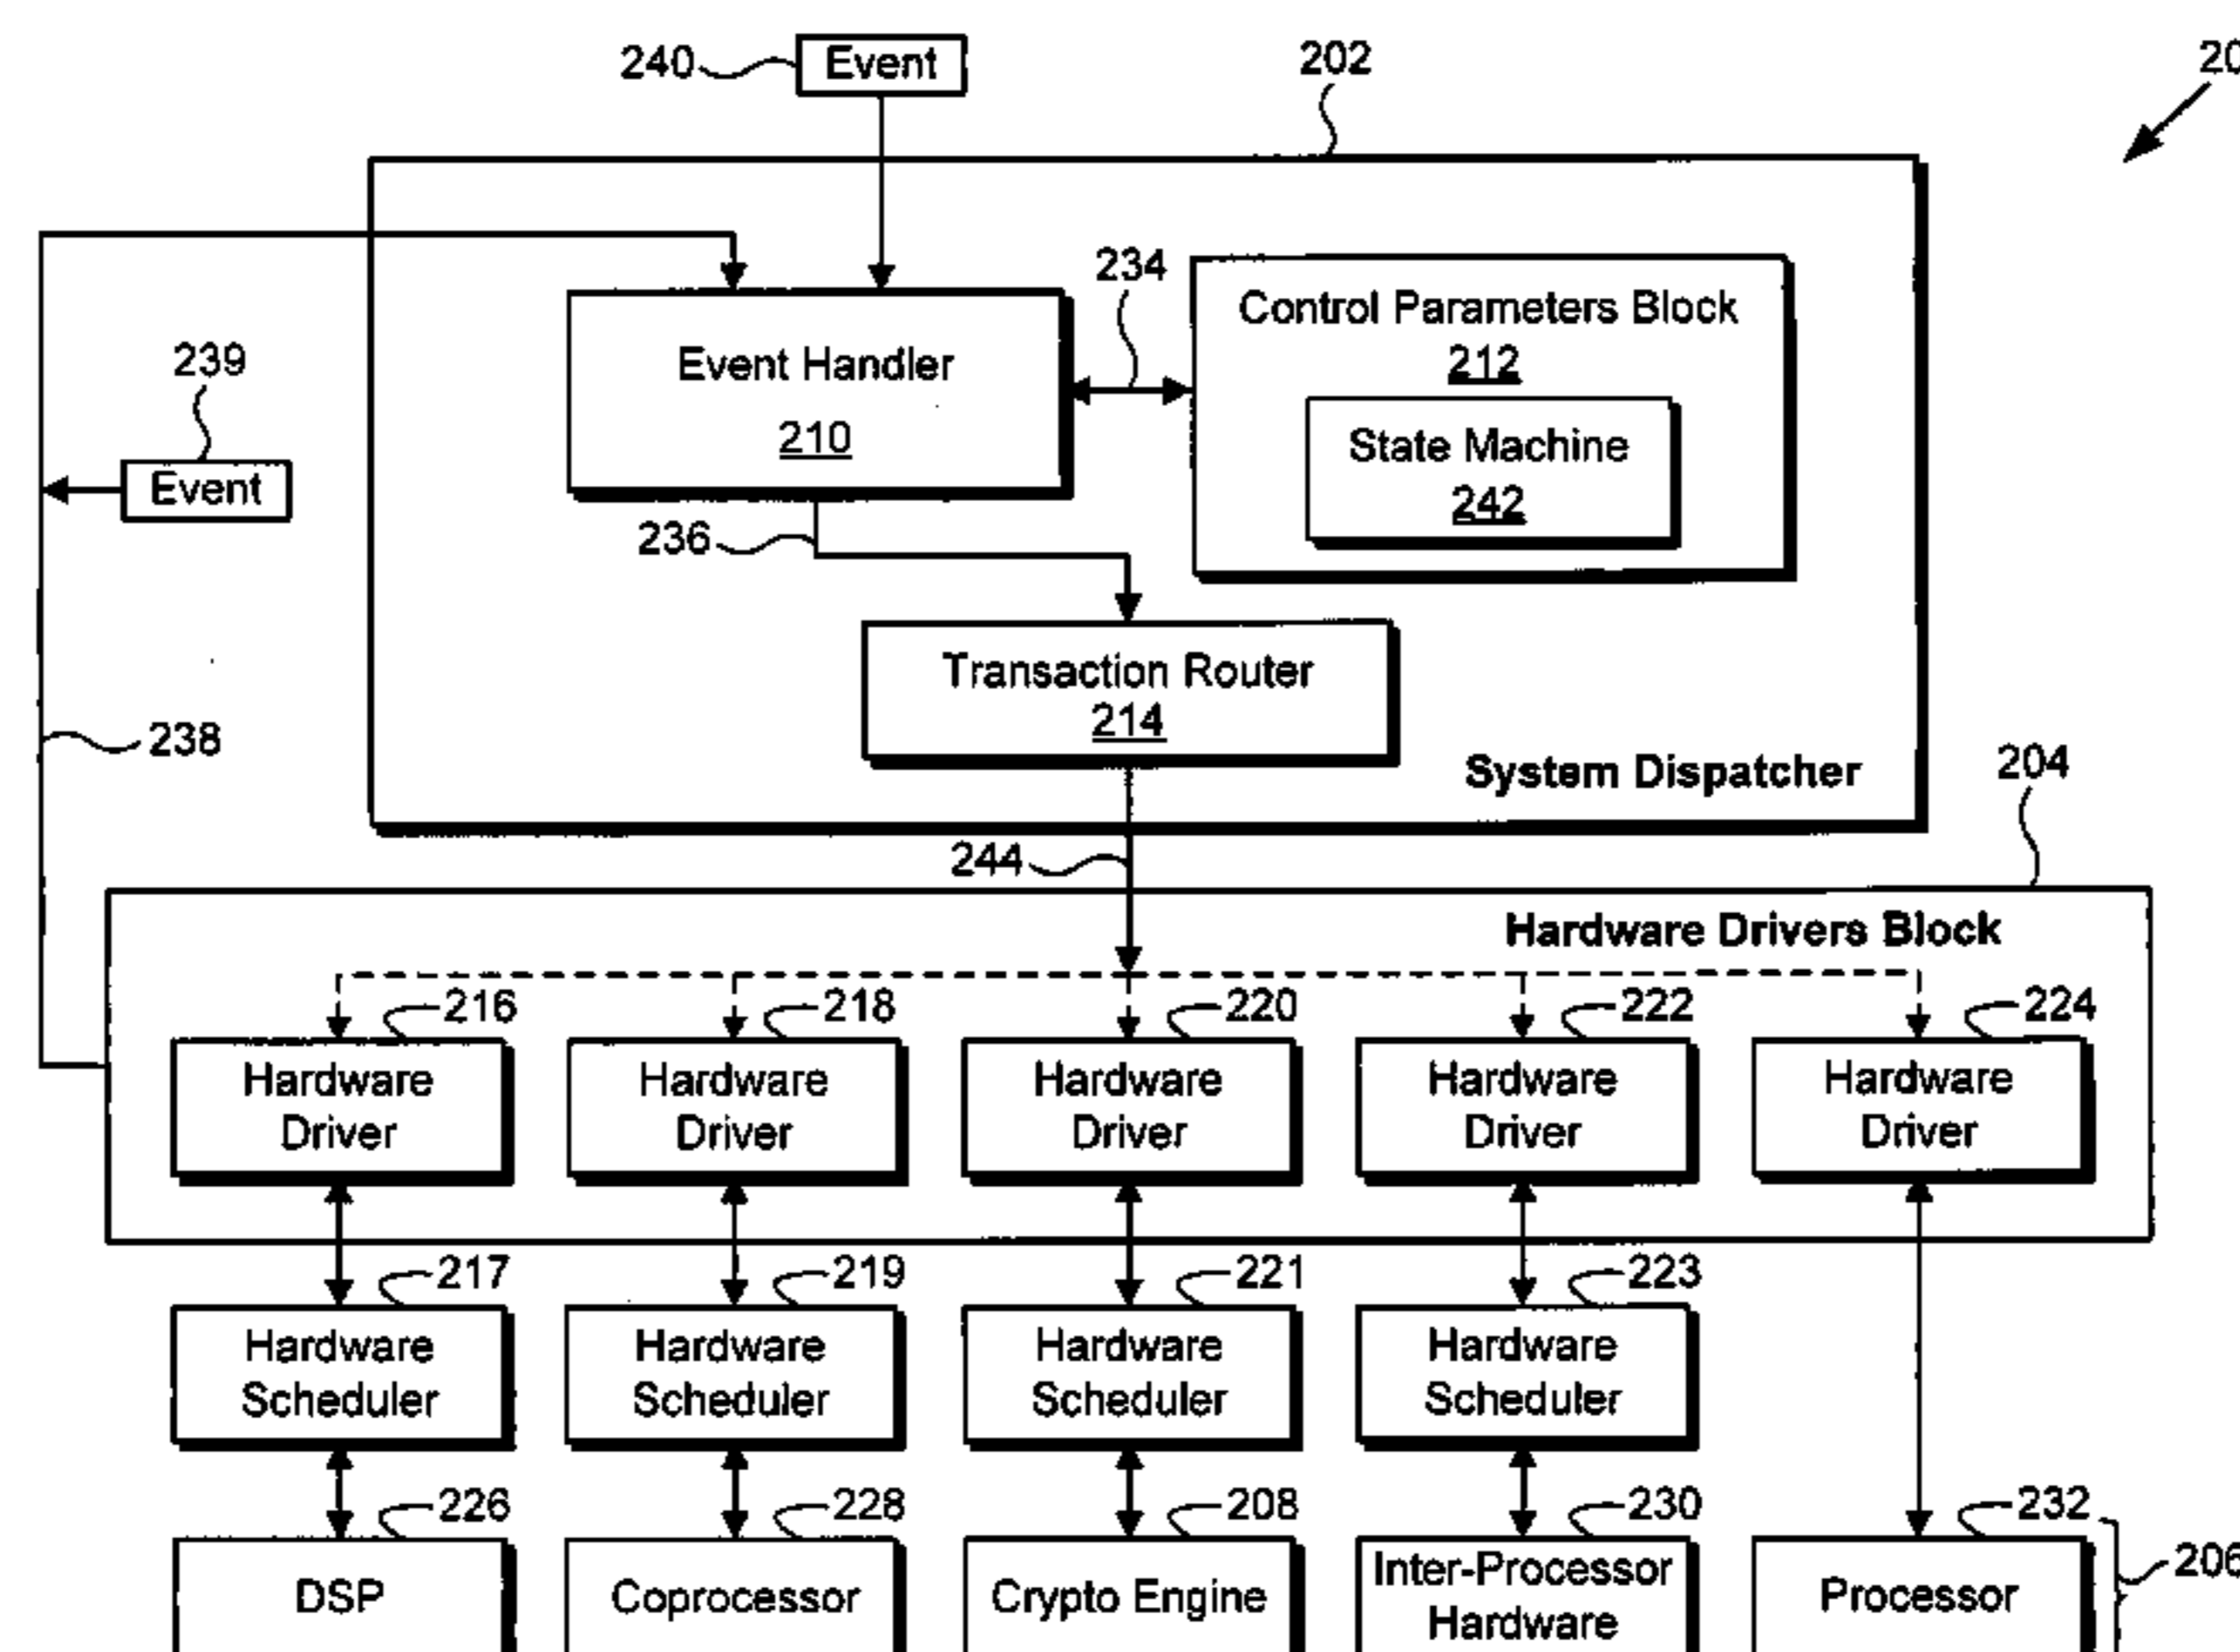 240
Event
202
20
234
Control Parameters Block
212
Event Handler
210
State Machine
242
239
Event
236
Transaction Router
214
238
System Dispatcher
204
244
Hardware Drivers Block
216
218
220
222
224
Hardware
Driver
Hardware
Driver
Hardware
Driver
Hardware
Driver
Hardware
Driver
217
219
221
223
Hardware
Scheduler
Hardware
Scheduler
Hardware
Scheduler
Hardware
Scheduler
226
228
208
230
232
206
DSP
Coprocessor
Crypto Engine
Inter-Processor
Hardware
Processor